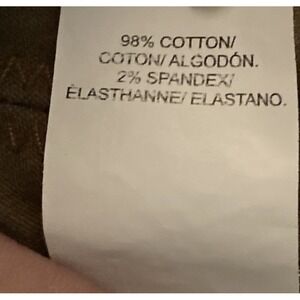 98% COTTON/
COTON/ ALGODÓN.
2% SPANDEX/
ÉLASTHANNE/ ELASTANO.